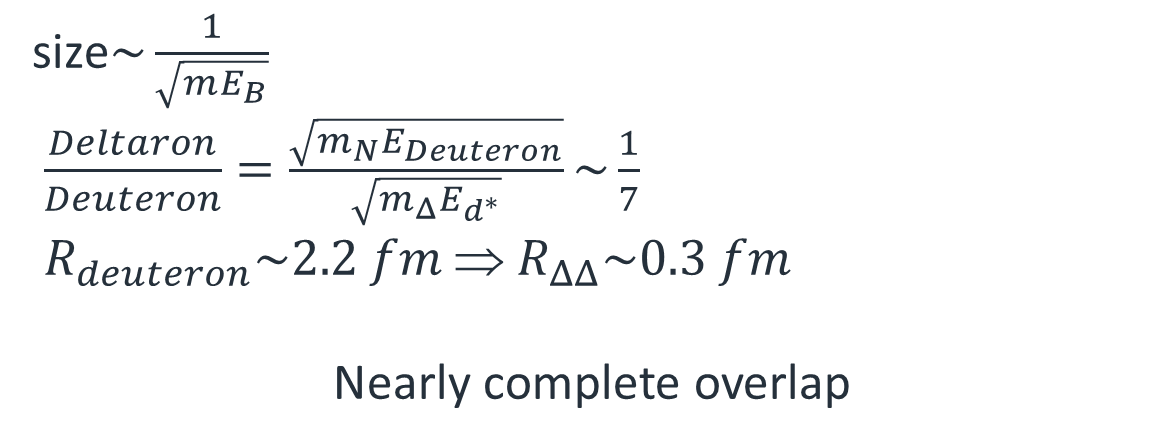 size~ 1/√(mE_B)
Deltaron/Deuteron = √(m_N E_Deuteron)/√(m_Δ E_d*) ~ 1/7
R_deuteron~2.2 fm ⇒ R_ΔΔ~0.3 fm
Nearly complete overlap